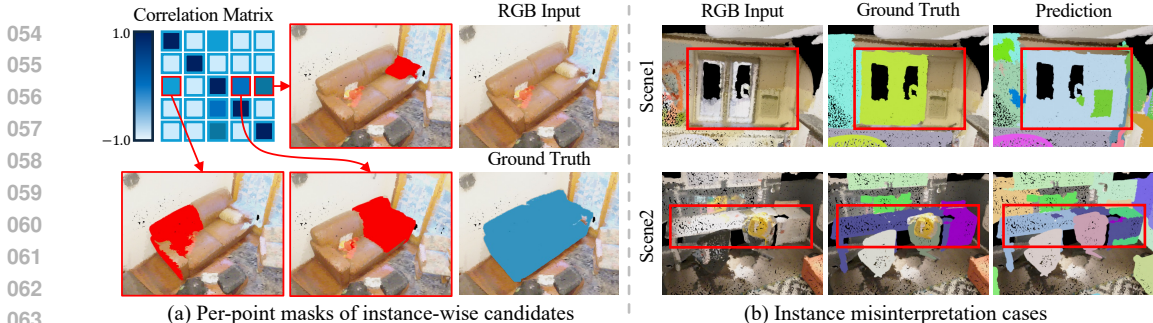 054
055
056
057
058
059
060
061
062
063
Correlation Matrix
1.0
−1.0
RGB Input
Ground Truth
(a) Per-point masks of instance-wise candidates
RGB Input
Ground Truth
Prediction
Scene1
Scene2
(b) Instance misinterpretation cases